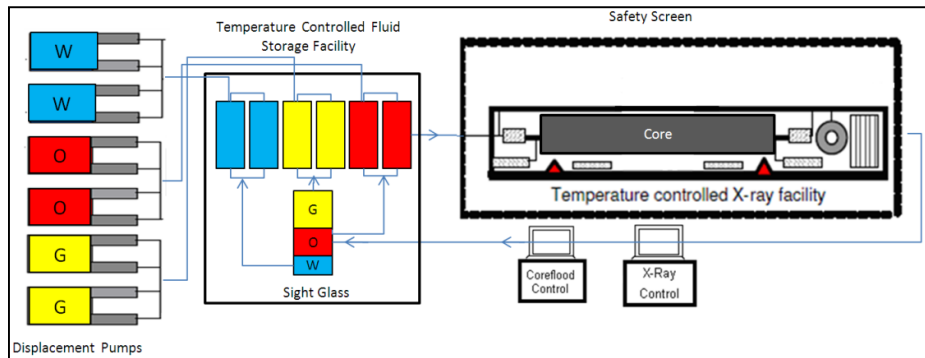 Safety Screen
Temperature Controlled Fluid
Storage Facility
W
W
O
O
G
G
Displacement Pumps
G
O
W
Sight Glass
Core
Temperature controlled X-ray facility
Coreflood
Control
X-Ray
Control